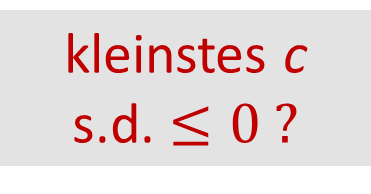 kleinstes c
s.d. ≤ 0 ?